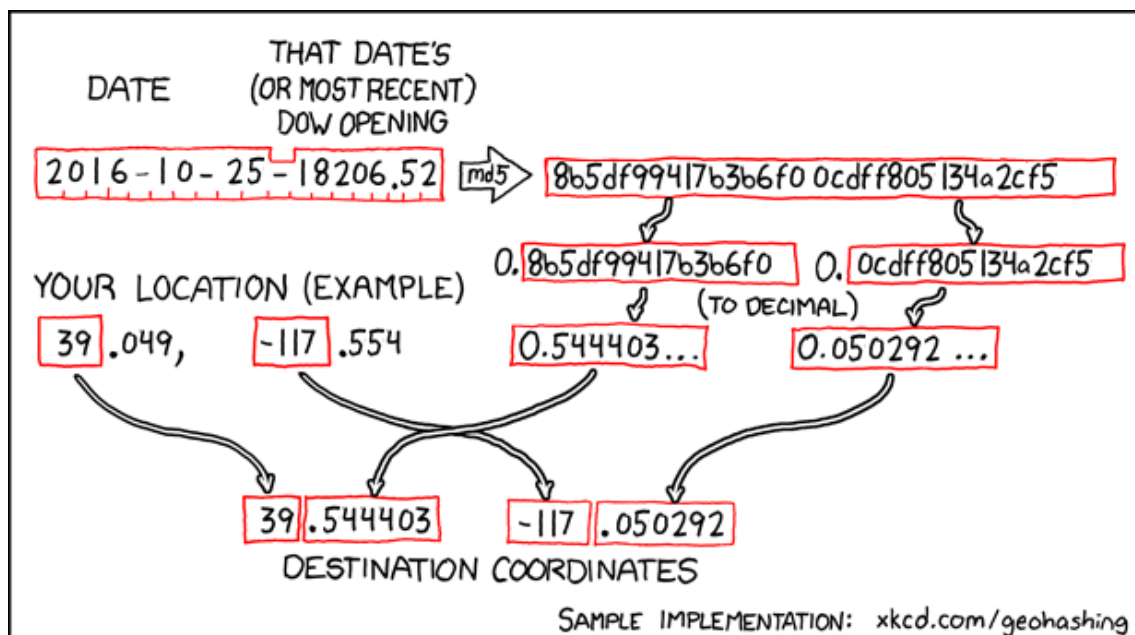 DATE
THAT DATE'S
(OR MOST RECENT)
DOW OPENING
2016-10-25-18206.52
md5
8b5df99417b3b6f0 0cdff805134a2cf5
0.8b5df99417b3b6f0
0.0cdff805134a2cf5
(TO DECIMAL)
0.544403...
0.050292...
YOUR LOCATION (EXAMPLE)
39.049, -117.554
39.544403 -117.050292
DESTINATION COORDINATES
SAMPLE IMPLEMENTATION: xkcd.com/geohashing